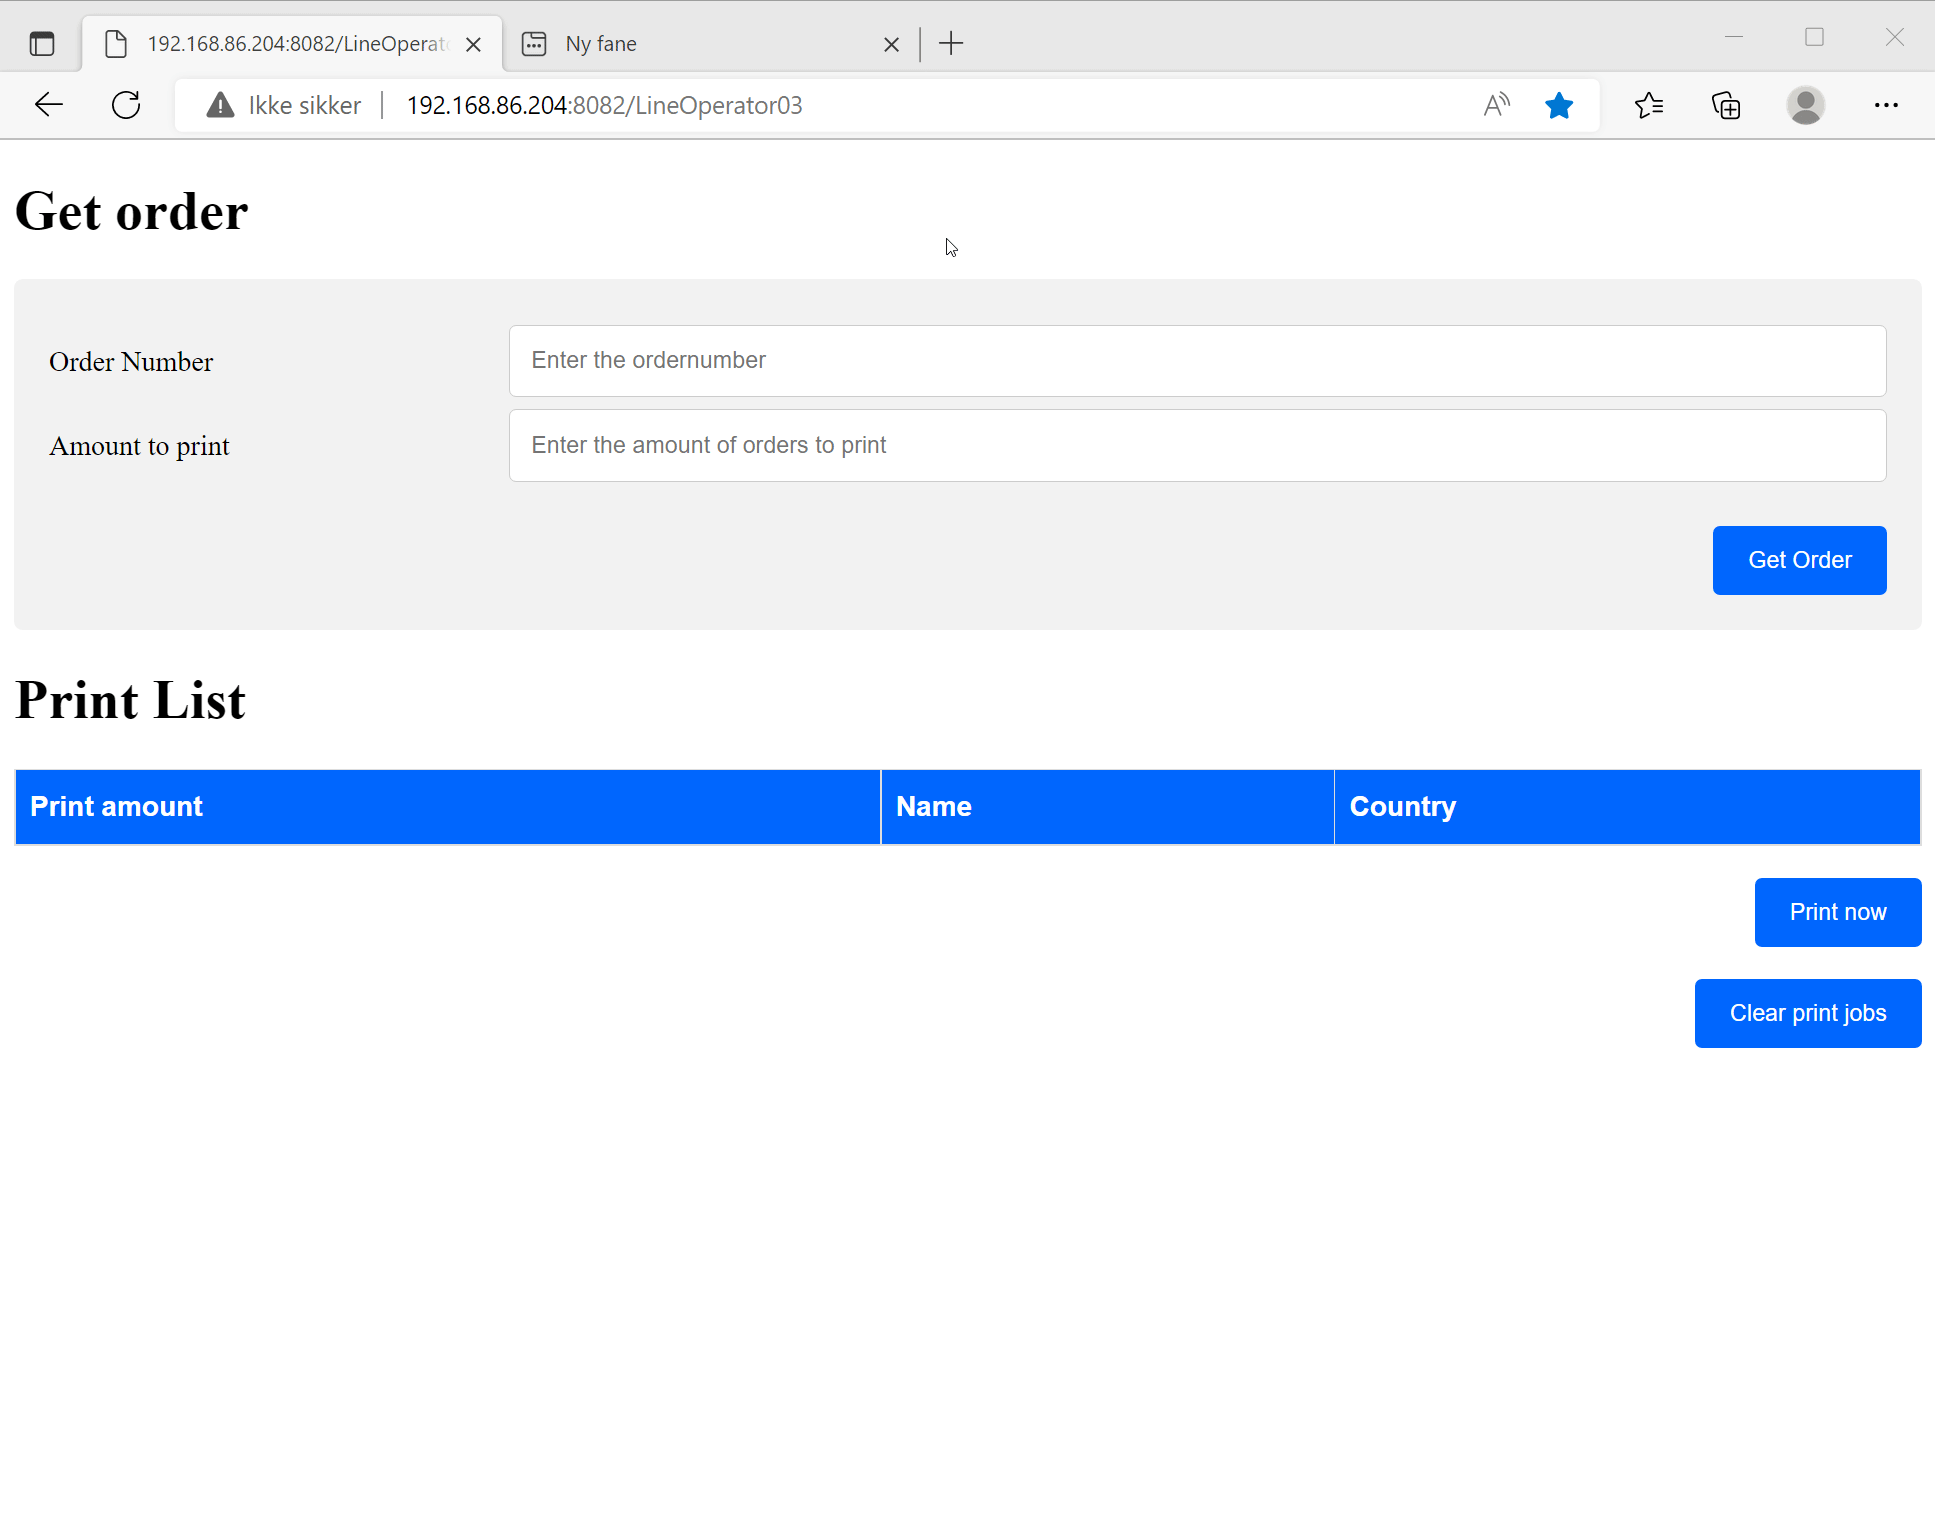 192.168.86.204:8082/LineOperat
Ny fane
Ikke sikker
192.168.86.204:8082/LineOperator03
Get order
Order Number
Enter the ordernumber
Amount to print
Enter the amount of orders to print
Get Order
Print List
Print amount
Name
Country
Print now
Clear print jobs